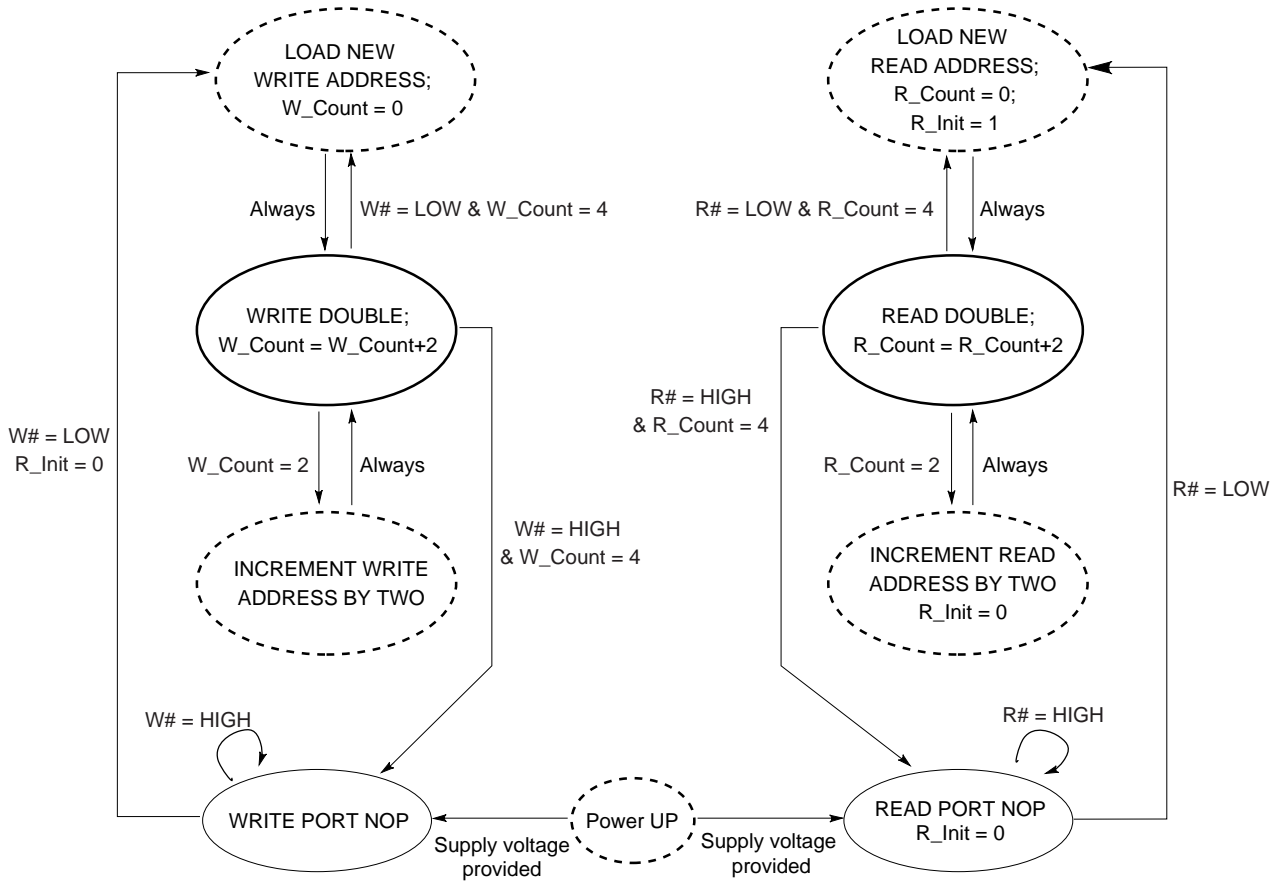 LOAD NEW
WRITE ADDRESS;
W_Count = 0
LOAD NEW
READ ADDRESS;
R_Count = 0;
R_Init = 1
Always
W# = LOW & W_Count = 4
R# = LOW & R_Count = 4
Always
WRITE DOUBLE;
W_Count = W_Count+2
READ DOUBLE;
R_Count = R_Count+2
W# = LOW
R_Init = 0
W_Count = 2
Always
R# = HIGH
& R_Count = 4
R_Count = 2
Always
R# = LOW
W# = HIGH
& W_Count = 4
INCREMENT WRITE
ADDRESS BY TWO
INCREMENT READ
ADDRESS BY TWO
R_Init = 0
W# = HIGH
R# = HIGH
WRITE PORT NOP
Power UP
READ PORT NOP
R_Init = 0
Supply voltage
provided
Supply voltage
provided